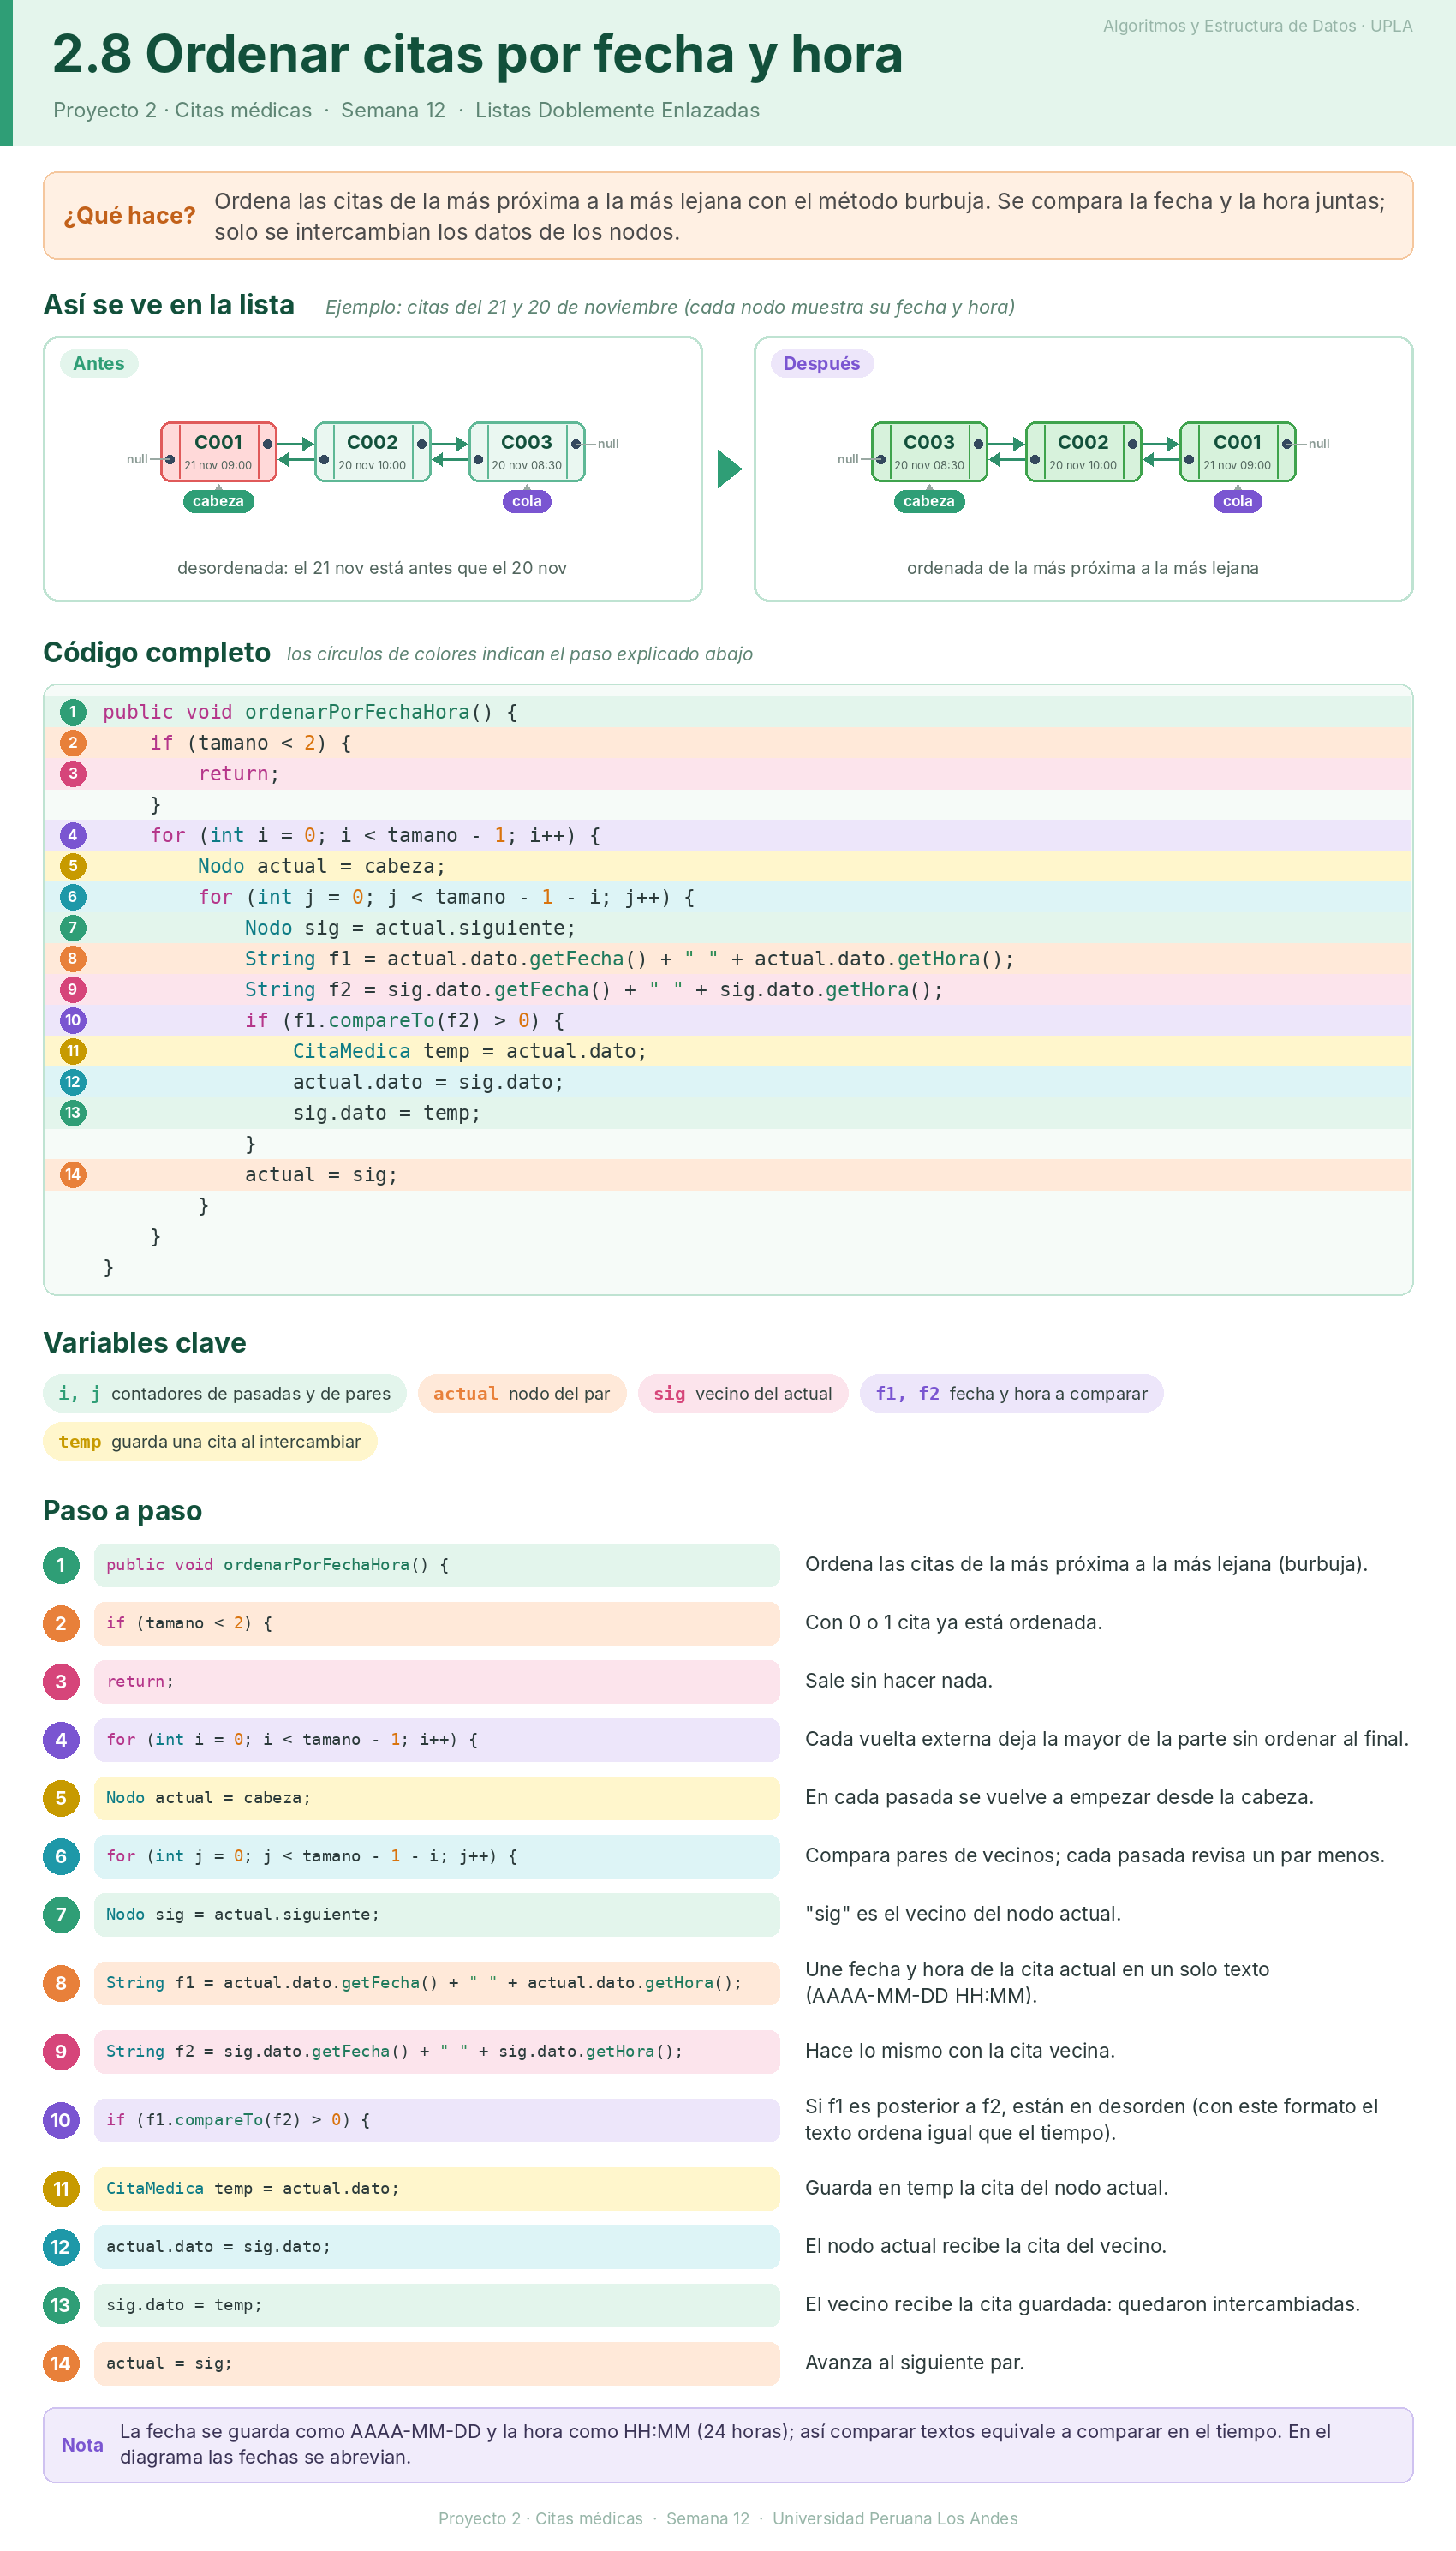 Algoritmos y Estructura de Datos · UPLA
2.8 Ordenar citas por fecha y hora
Proyecto 2 · Citas médicas · Semana 12 · Listas Doblemente Enlazadas
¿Qué hace?
Ordena las citas de la más próxima a la más lejana con el método burbuja. Se compara la fecha y la hora juntas;
solo se intercambian los datos de los nodos.
Así se ve en la lista Ejemplo: citas del 21 y 20 de noviembre (cada nodo muestra su fecha y hora)
Antes
C001 C002 C003
null
null 21 nov 09:00 20 nov 10:00 20 nov 08:30
cabeza cola
desordenada: el 21 nov está antes que el 20 nov
Después
C003 C002 C001
null
null 20 nov 08:30 20 nov 10:00 21 nov 09:00
cabeza cola
ordenada de la más próxima a la más lejana
Código completo los círculos de colores indican el paso explicado abajo
1 public void ordenarPorFechaHora() {
2 if (tamano < 2) {
3 return;
}
4 for (int i = 0; i < tamano - 1; i++) {
5 Nodo actual = cabeza;
6 for (int j = 0; j < tamano - 1 - i; j++) {
7 Nodo sig = actual.siguiente;
8 String f1 = actual.dato.getFecha() + " " + actual.dato.getHora();
9 String f2 = sig.dato.getFecha() + " " + sig.dato.getHora();
10 if (f1.compareTo(f2) > 0) {
11 CitaMedica temp = actual.dato;
12 actual.dato = sig.dato;
13 sig.dato = temp;
}
14 actual = sig;
}
}
}
Variables clave
i, j contadores de pasadas y de pares actual nodo del par sig vecino del actual f1, f2 fecha y hora a comparar
temp guarda una cita al intercambiar
Paso a paso
1 public void ordenarPorFechaHora() { Ordena las citas de la más próxima a la más lejana (burbuja).
2 if (tamano < 2) { Con 0 o 1 cita ya está ordenada.
3 return; Sale sin hacer nada.
4 for (int i = 0; i < tamano - 1; i++) { Cada vuelta externa deja la mayor de la parte sin ordenar al final.
5 Nodo actual = cabeza; En cada pasada se vuelve a empezar desde la cabeza.
6 for (int j = 0; j < tamano - 1 - i; j++) { Compara pares de vecinos; cada pasada revisa un par menos.
7 Nodo sig = actual.siguiente; "sig" es el vecino del nodo actual.
8 String f1 = actual.dato.getFecha() + " " + actual.dato.getHora(); Une fecha y hora de la cita actual en un solo texto
(AAAA-MM-DD HH:MM).
9 String f2 = sig.dato.getFecha() + " " + sig.dato.getHora(); Hace lo mismo con la cita vecina.
10 if (f1.compareTo(f2) > 0) { Si f1 es posterior a f2, están en desorden (con este formato el
texto ordena igual que el tiempo).
11 CitaMedica temp = actual.dato; Guarda en temp la cita del nodo actual.
12 actual.dato = sig.dato; El nodo actual recibe la cita del vecino.
13 sig.dato = temp; El vecino recibe la cita guardada: quedaron intercambiadas.
14 actual = sig; Avanza al siguiente par.
Nota
La fecha se guarda como AAAA-MM-DD y la hora como HH:MM (24 horas); así comparar textos equivale a comparar en el tiempo. En el
diagrama las fechas se abrevian.
Proyecto 2 · Citas médicas · Semana 12 · Universidad Peruana Los Andes